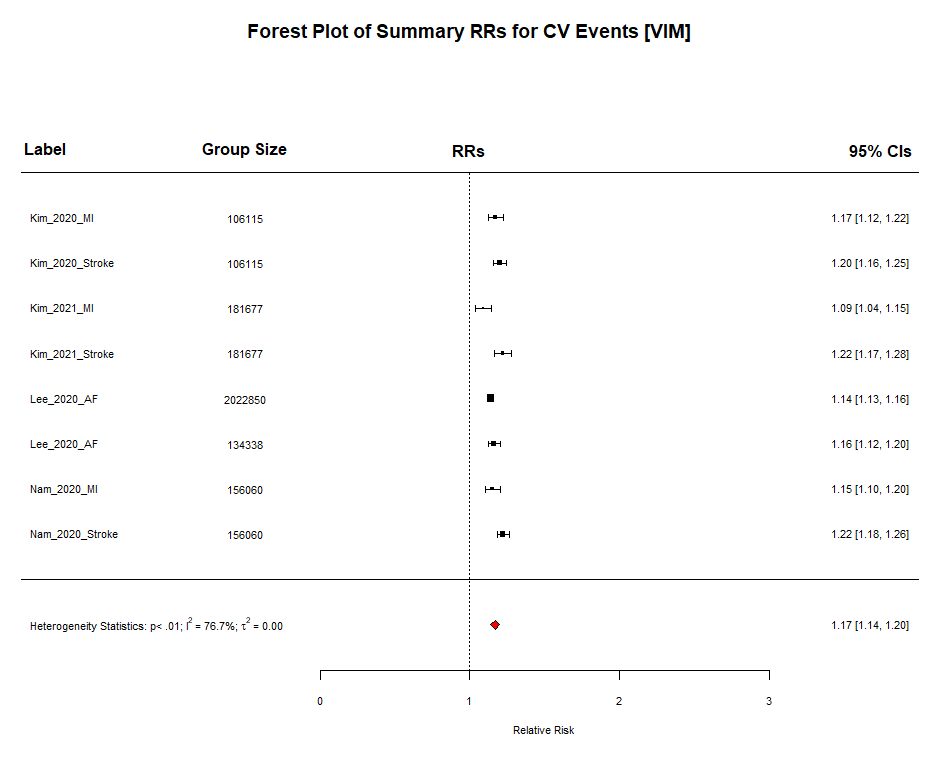 Forest Plot of Summary RRs for CV Events [VIM]
Label Group Size RRs 95% CIs
Kim_2020_MI 106115 1.17 [1.12, 1.22]
Kim_2020_Stroke 106115 1.20 [1.16, 1.25]
Kim_2021_MI 181677 1.09 [1.04, 1.15]
Kim_2021_Stroke 181677 1.22 [1.17, 1.28]
Lee_2020_AF 2022850 1.14 [1.13, 1.16]
Lee_2020_AF 134338 1.16 [1.12, 1.20]
Nam_2020_MI 156060 1.15 [1.10, 1.20]
Nam_2020_Stroke 156060 1.22 [1.18, 1.26]
Heterogeneity Statistics: p< .01; I² = 76.7%; τ² = 0.00 1.17 [1.14, 1.20]
0 1 2 3
Relative Risk